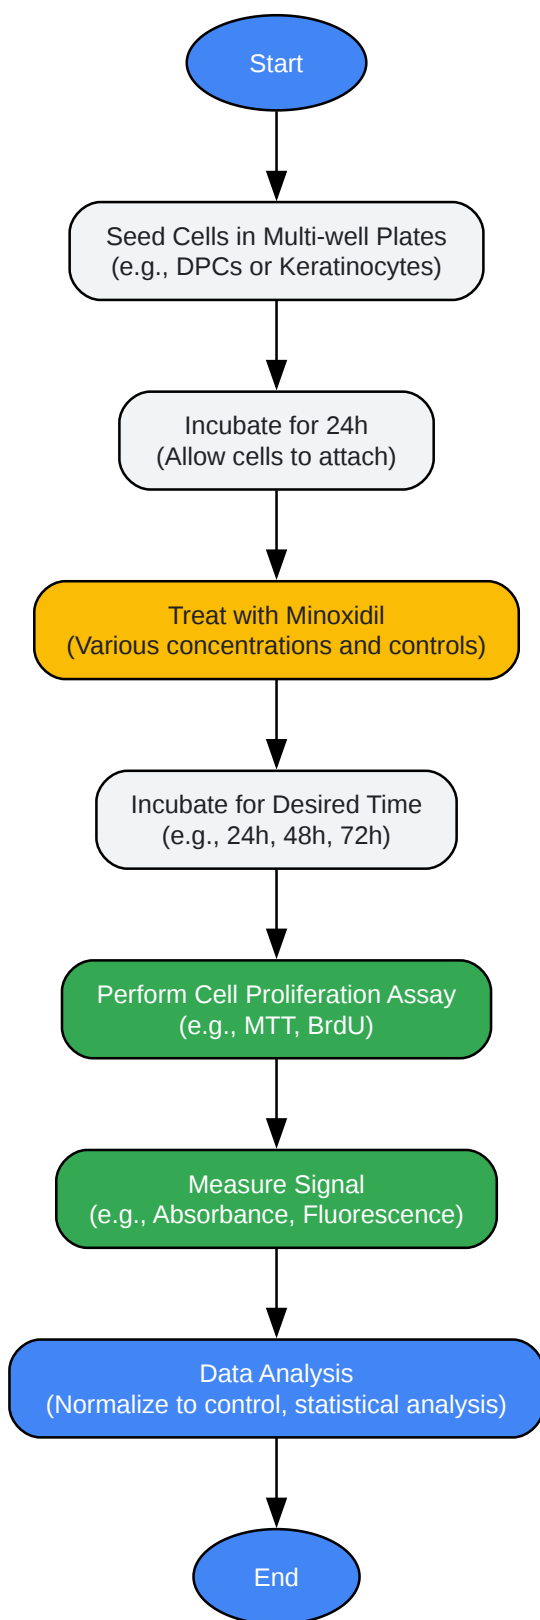 Start
Seed Cells in Multi-well Plates
(e.g., DPCs or Keratinocytes)
Incubate for 24h
(Allow cells to attach)
Treat with Minoxidil
(Various concentrations and controls)
Incubate for Desired Time
(e.g., 24h, 48h, 72h)
Perform Cell Proliferation Assay
(e.g., MTT, BrdU)
Measure Signal
(e.g., Absorbance, Fluorescence)
Data Analysis
(Normalize to control, statistical analysis)
End